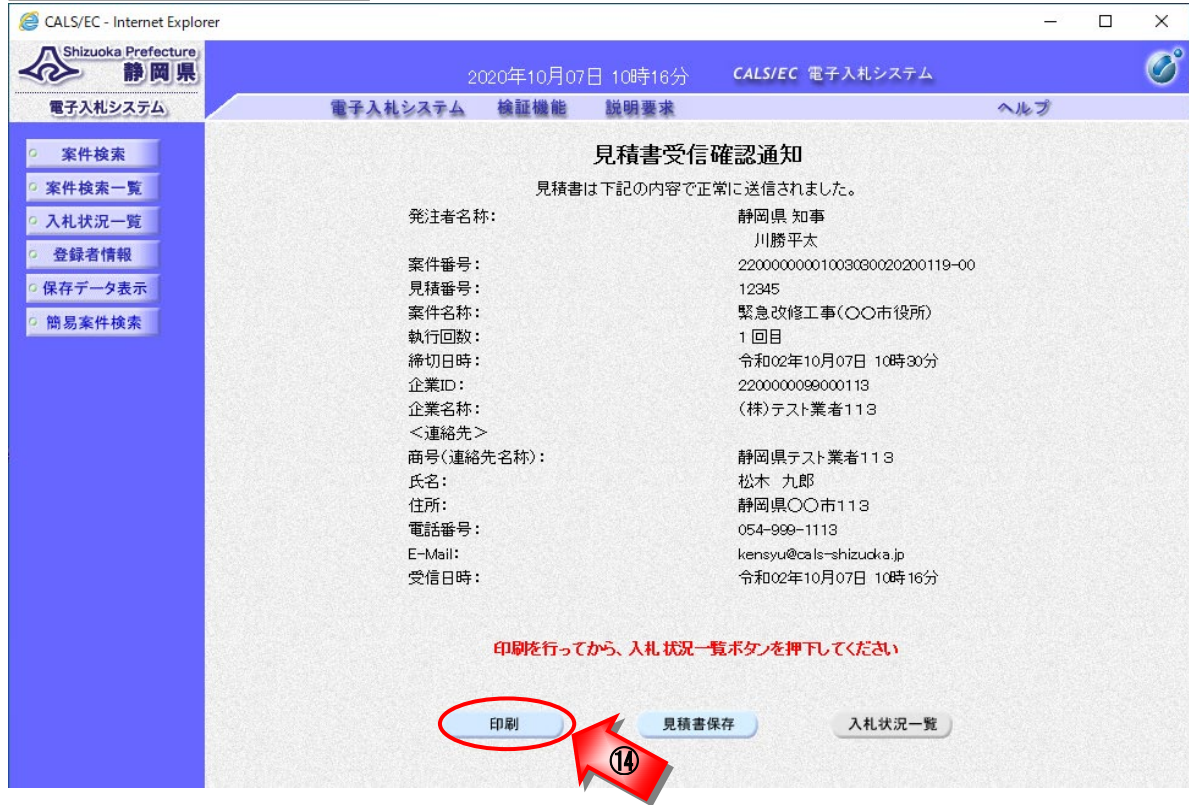 CALS/EC - Internet Explorer
Shizuoka Prefecture
静岡県
2020年10月07日 10時16分 CALS/EC 電子入札システム
電子入札システム
電子入札システム 検証機能 説明要求 ヘルプ
案件検索
案件検索一覧
入札状況一覧
登録者情報
保存データ表示
簡易案件検索
見積書受信確認通知
見積書は下記の内容で正常に送信されました。
発注者名称: 静岡県 知事
川勝平太
案件番号: 2200000001003030020200119-00
見積番号: 12345
案件名称: 緊急改修工事(〇〇市役所)
執行回数: 1回目
締切日時: 令和02年10月07日 10時30分
企業ID: 2200000099000113
企業名称: (株)テスト業者113
<連絡先>
商号(連絡先名称): 静岡県テスト業者113
氏名: 松木 九郎
住所: 静岡県〇〇市113
電話番号: 054-999-1113
E-Mail: kensyu@cals-shizuoka.jp
受信日時: 令和02年10月07日 10時16分
印刷を行ってから、入札状況一覧ボタンを押下してください
印刷 見積書保存 入札状況一覧
⑭